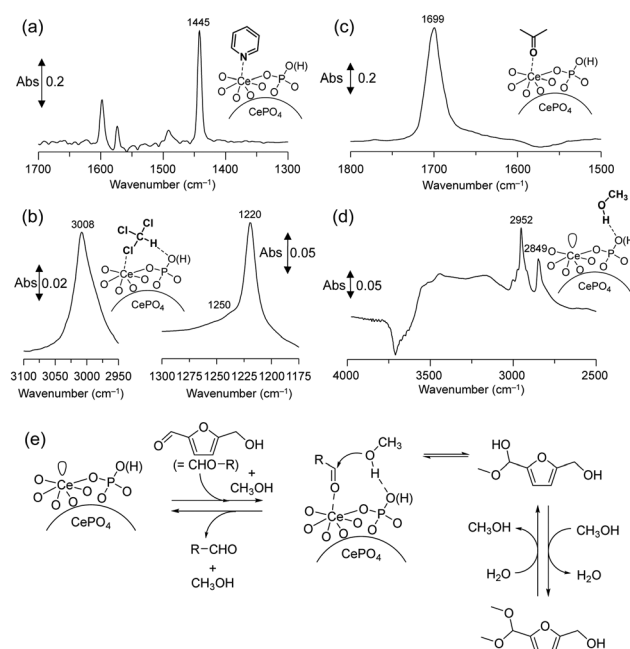 (a)
1445
Abs
0.2
N
Ce
O
P
O(H)
O
O
O
O
O
O
CePO4
1700
1600
1500
1400
1300
Wavenumber (cm–1)
(c)
1699
Abs
0.2
O
Ce
O
P
O(H)
O
O
O
O
O
O
CePO4
1800
1700
1600
1500
Wavenumber (cm–1)
(b)
3008
Abs
0.02
Cl
Cl
C
H
Cl
O(H)
Ce
O
P
O
O
O
O
O
O
CePO4
1220
1250
Abs
0.05
3100
3050
3000
2950
Wavenumber (cm–1)
1300
1275
1250
1220
1200
1175
Wavenumber (cm–1)
(d)
2952
2849
Abs
0.05
CH3
O
H
O(H)
Ce
O
P
O
O
O
O
O
O
CePO4
4000
3500
3000
2500
Wavenumber (cm–1)
(e)
O
O
OH
(= CHO–R)
+
CH3OH
Ce
O
P
O(H)
O
O
O
O
O
O
CePO4
R–CHO
+
CH3OH
R
O
CH3
O
H
O(H)
Ce
O
P
O
O
O
O
O
O
CePO4
HO
O
O
OH
CH3OH
CH3OH
H2O
H2O
O
O
O
OH